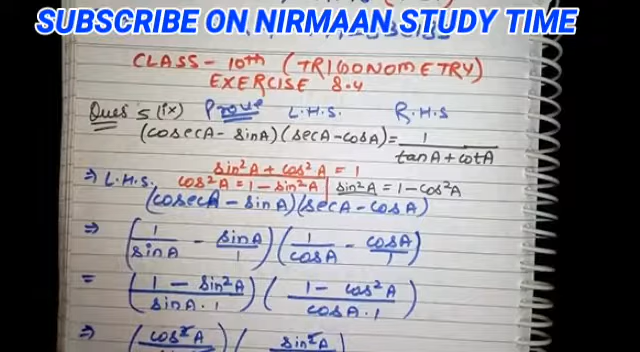 SUBSCRIBE ON NIRMAAN STUDY TIME
CLASS - 10th (TRIGONOMETRY)
EXERCISE 8.4
Ques 5 (ix) Prove L.H.S. R.H.S
(cosecA - sinA)(secA - cosA) = 1/(tanA + cotA)
sin²A + cos²A = 1
cos²A = 1 - sin²A | sin²A = 1 - cos²A
⇒ L.H.S.
(cosecA - sinA)(secA - cosA)
⇒ (1/sinA - sinA/1)(1/cosA - cosA/1)
= (1 - sin²A/sinA·1)(1 - cos²A/cosA·1)
⇒ (cos²A)(sin²A)